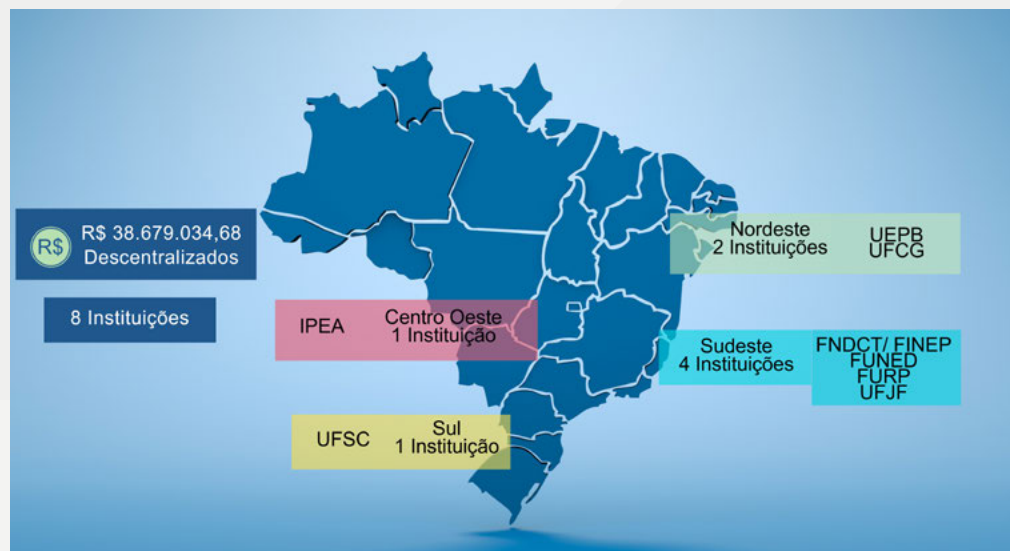 R$
R$ 38.679.034,68
Descentralizados
8 Instituições
Nordeste
2 Instituições
UEPB
UFCG
IPEA
Centro Oeste
1 Instituição
Sudeste
4 Instituições
FNDCT/ FINEP
FUNED
FURP
UFJF
UFSC
Sul
1 Instituição